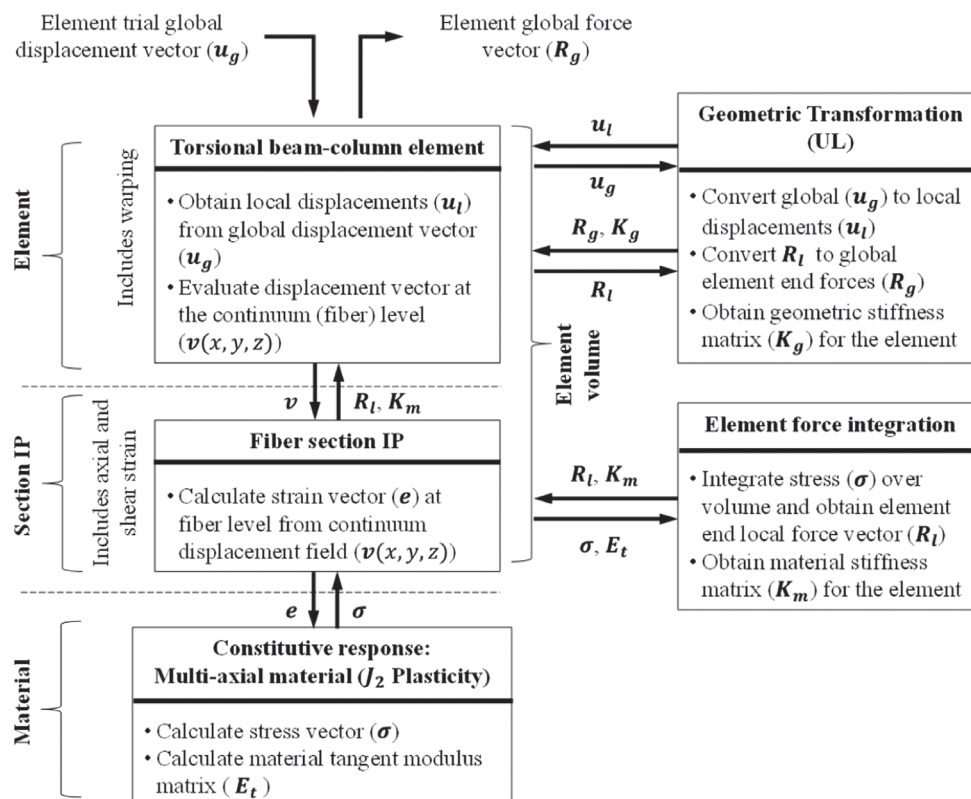 Element trial global
displacement vector (u_g)
Element global force
vector (R_g)
Element
Includes warping
Torsional beam-column element
• Obtain local displacements (u_l)
from global displacement vector
(u_g)
• Evaluate displacement vector at
the continuum (fiber) level
(v(x, y, z))
u_l
u_g
R_g, K_g
R_l
Geometric Transformation
(UL)
• Convert global (u_g) to local
displacements (u_l)
• Convert R_l to global
element end forces (R_g)
• Obtain geometric stiffness
matrix (K_g) for the element
Element
volume
v
R_l, K_m
Section IP
Includes axial and
shear strain
Fiber section IP
• Calculate strain vector (e) at
fiber level from continuum
displacement field (v(x, y, z))
R_l, K_m
σ, E_t
Element force integration
• Integrate stress (σ) over
volume and obtain element
end local force vector (R_l)
• Obtain material stiffness
matrix (K_m) for the element
e
σ
Material
Constitutive response:
Multi-axial material (J_2 Plasticity)
• Calculate stress vector (σ)
• Calculate material tangent modulus
matrix ( E_t )